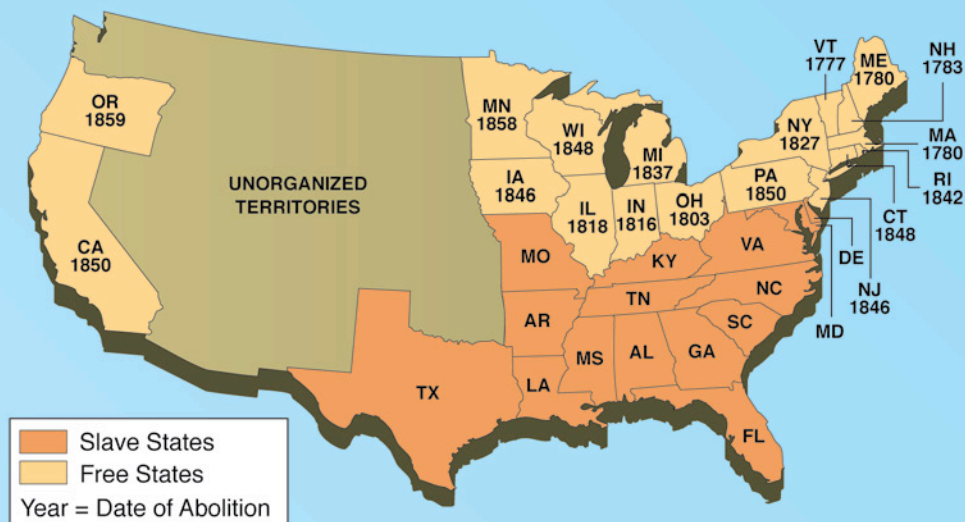 OR
1859
CA
1850
UNORGANIZED
TERRITORIES
MN
1858
IA
1846
WI
1848
IL
1818
MI
1837
IN
1816
OH
1803
VT
1777
NH
1783
ME
1780
NY
1827
MA
1780
PA
1850
RI
1842
CT
1848
NJ
1846
DE
MD
MO
KY
VA
TN
NC
AR
SC
MS
AL
GA
LA
TX
FL
Slave States
Free States
Year = Date of Abolition